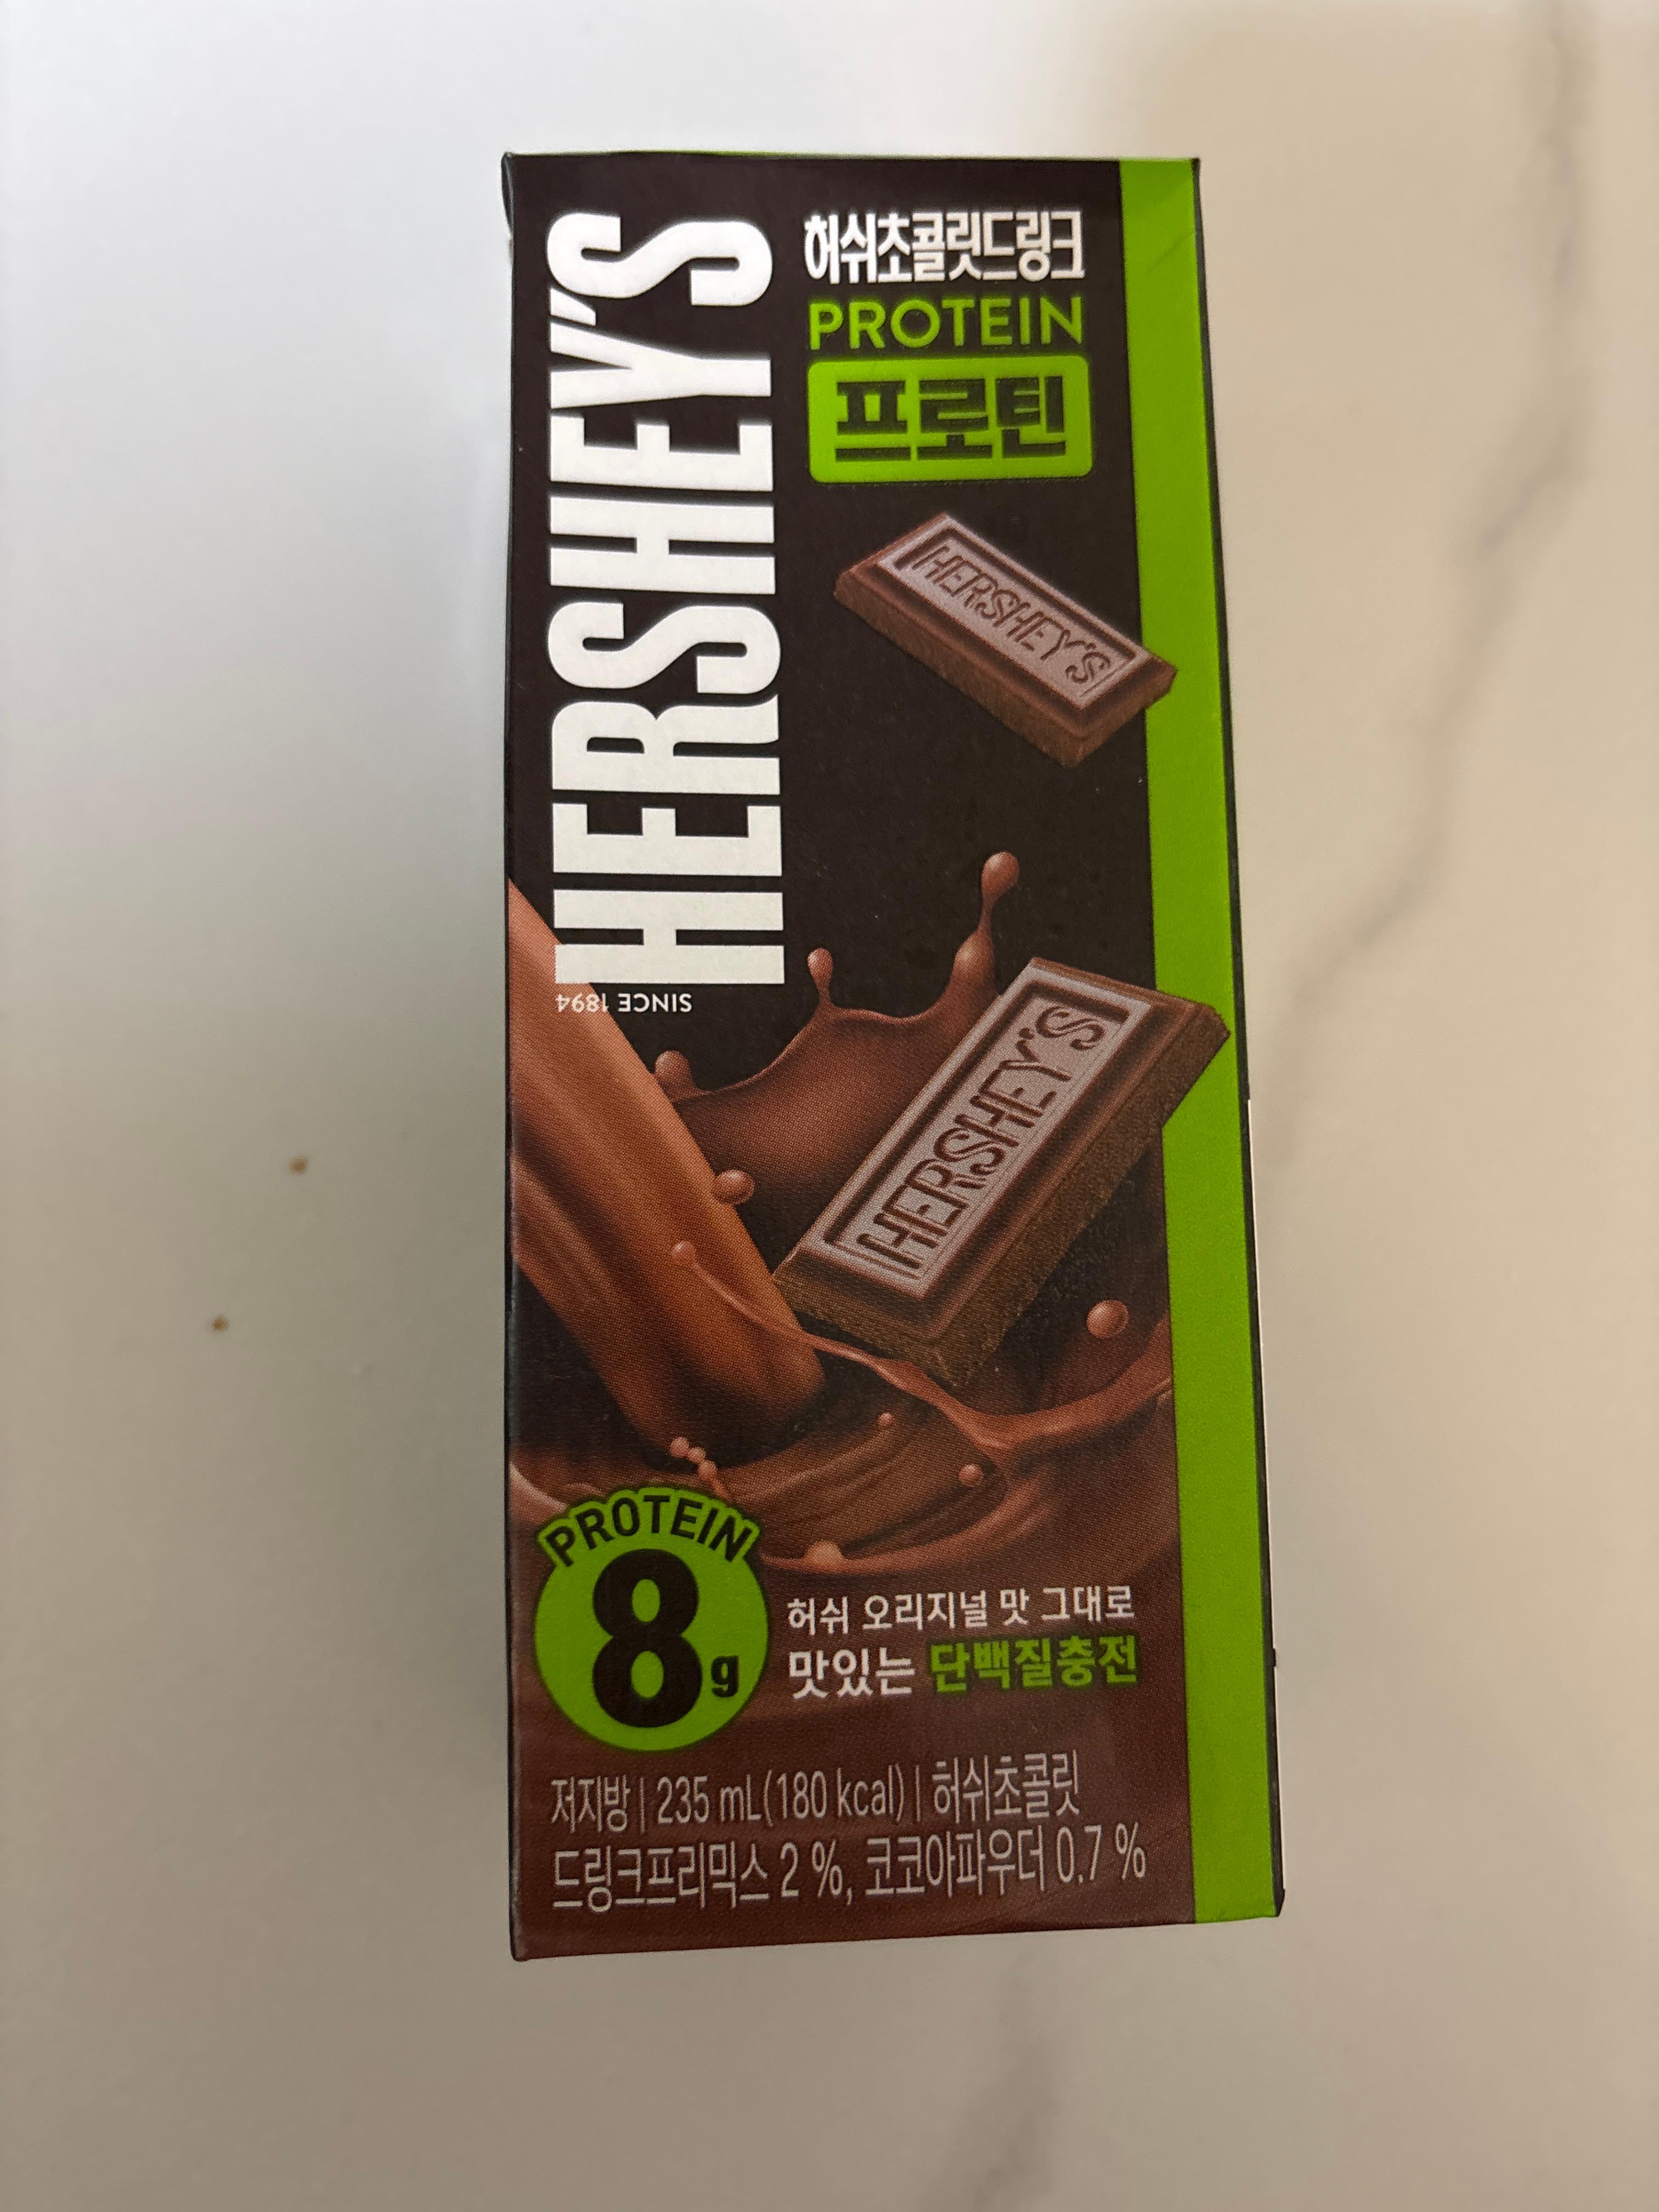 HERSHEY'S
SINCE 1894
허쉬초콜릿드링크
PROTEIN
프로틴
HERSHEY'S
HERSHEY'S
PROTEIN
8g
허쉬 오리지널 맛 그대로
맛있는 단백질충전
저지방 | 235 mL(180 kcal) | 허쉬초콜릿
드링크프리믹스 2 %, 코코아파우더 0.7 %